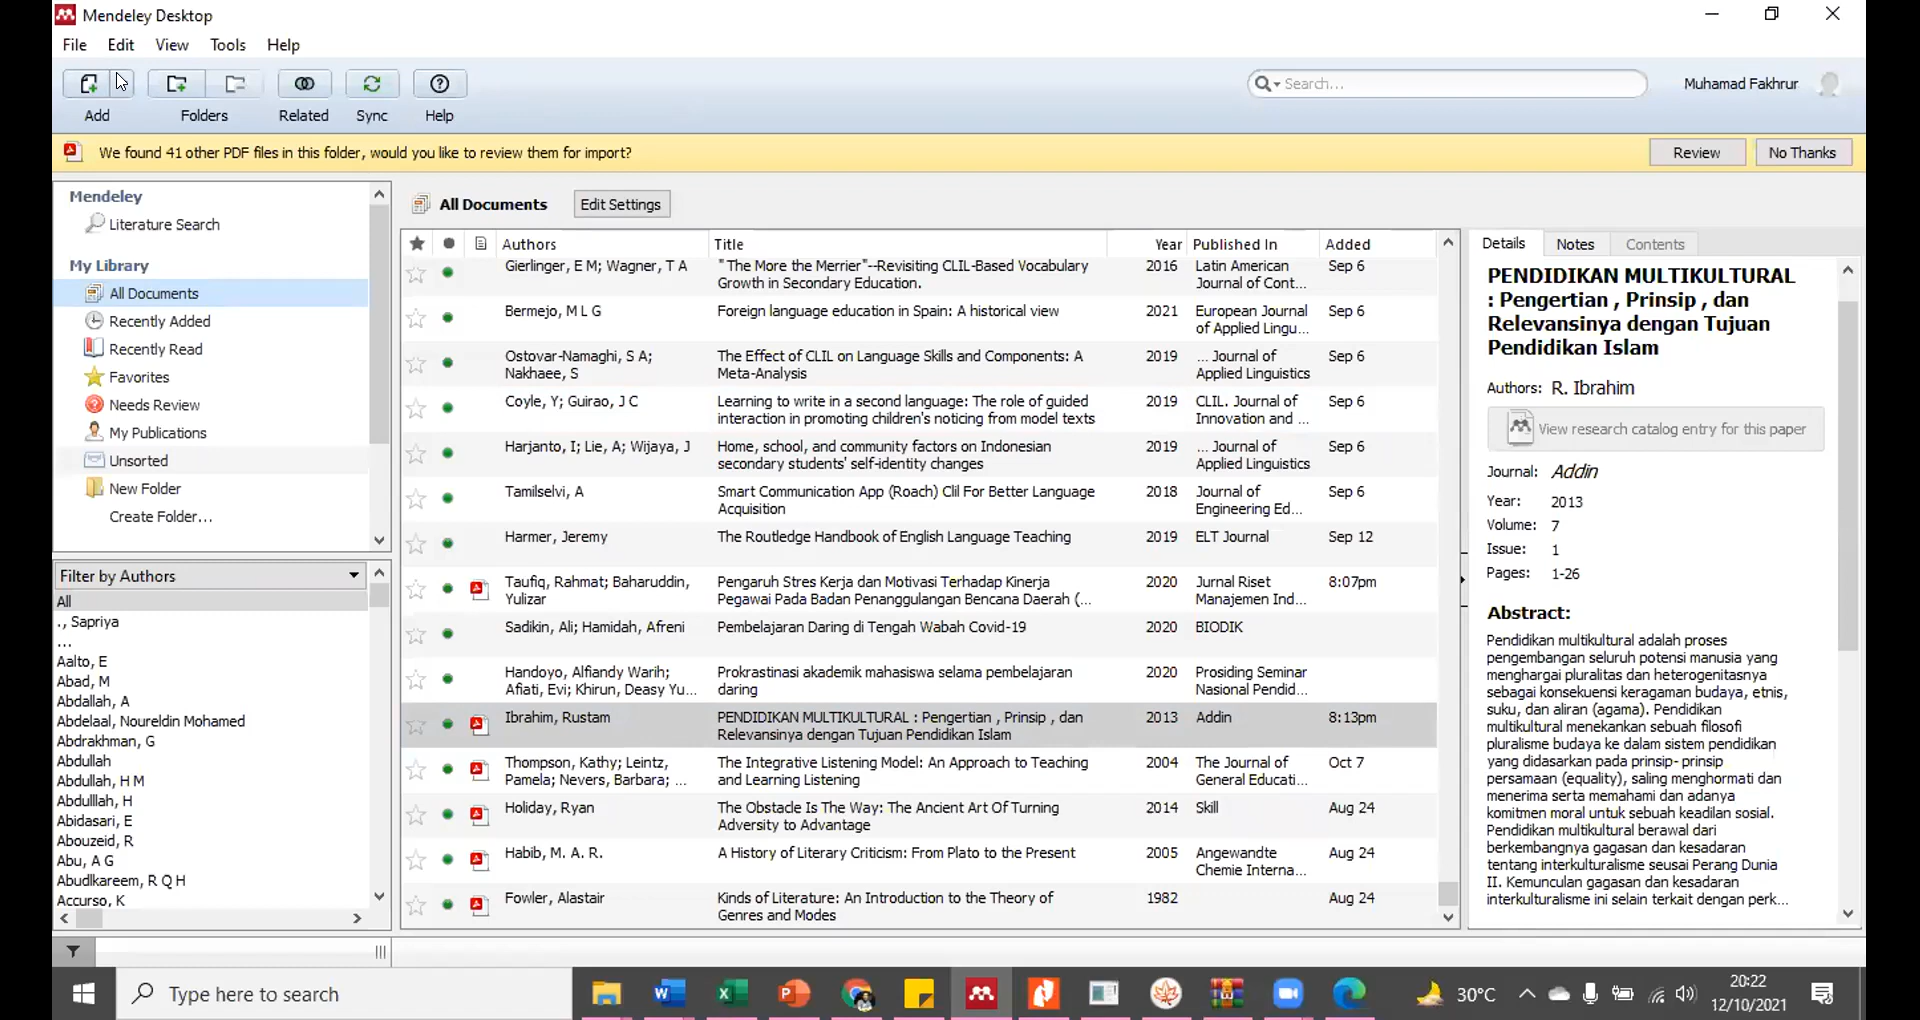 Mendeley Desktop
File Edit View Tools Help
Search...
Muhamad Fakhrur
Add Folders Related Sync Help
We found 41 other PDF files in this folder, would you like to review them for import?
Review No Thanks
Mendeley
Literature Search
My Library
All Documents
Recently Added
Recently Read
Favorites
Needs Review
My Publications
Unsorted
New Folder
Create Folder...
Filter by Authors
All
., Sapriya
...
Aalto, E
Abad, M
Abdallah, A
Abdelaal, Noureldin Mohamed
Abdrakhman, G
Abdullah
Abdullah, H M
Abdulllah, H
Abidasari, E
Abouzeid, R
Abu, A G
Abudlkareem, R Q H
Accurso, K
All Documents Edit Settings
Authors Title Year Published In Added
Gierlinger, E M; Wagner, T A "The More the Merrier"--Revisiting CLIL-Based Vocabulary 2016 Latin American Sep 6
Growth in Secondary Education. Journal of Cont...
Bermejo, M L G Foreign language education in Spain: A historical view 2021 European Journal Sep 6
of Applied Lingu...
Ostovar-Namaghi, S A; The Effect of CLIL on Language Skills and Components: A 2019 ... Journal of Sep 6
Nakhaee, S Meta-Analysis Applied Linguistics
Coyle, Y; Guirao, J C Learning to write in a second language: The role of guided 2019 CLIL. Journal of Sep 6
interaction in promoting children's noticing from model texts Innovation and ...
Harjanto, I; Lie, A; Wijaya, J Home, school, and community factors on Indonesian 2019 ... Journal of Sep 6
secondary students' self-identity changes Applied Linguistics
Tamilselvi, A Smart Communication App (Roach) Clil For Better Language 2018 Journal of Sep 6
Acquisition Engineering Ed...
Harmer, Jeremy The Routledge Handbook of English Language Teaching 2019 ELT Journal Sep 12
Taufiq, Rahmat; Baharuddin, Pengaruh Stres Kerja dan Motivasi Terhadap Kinerja 2020 Jurnal Riset 8:07pm
Yulizar Pegawai Pada Badan Penanggulangan Bencana Daerah (... Manajemen Ind...
Sadikin, Ali; Hamidah, Afreni Pembelajaran Daring di Tengah Wabah Covid-19 2020 BIODIK
Handoyo, Alfiandy Warih; Prokrastinasi akademik mahasiswa selama pembelajaran 2020 Prosiding Seminar
Afiati, Evi; Khirun, Deasy Yu... daring Nasional Pendid...
Ibrahim, Rustam PENDIDIKAN MULTIKULTURAL : Pengertian , Prinsip , dan 2013 Addin 8:13pm
Relevansinya dengan Tujuan Pendidikan Islam
Thompson, Kathy; Leintz, The Integrative Listening Model: An Approach to Teaching 2004 The Journal of Oct 7
Pamela; Nevers, Barbara; ... and Learning Listening General Educati...
Holiday, Ryan The Obstacle Is The Way: The Ancient Art Of Turning 2014 Skill Aug 24
Adversity to Advantage
Habib, M. A. R. A History of Literary Criticism: From Plato to the Present 2005 Angewandte Aug 24
Chemie Interna...
Fowler, Alastair Kinds of Literature: An Introduction to the Theory of 1982 Aug 24
Genres and Modes
Details Notes Contents
PENDIDIKAN MULTIKULTURAL
: Pengertian , Prinsip , dan
Relevansinya dengan Tujuan
Pendidikan Islam
Authors: R. Ibrahim
View research catalog entry for this paper
Journal: Addin
Year: 2013
Volume: 7
Issue: 1
Pages: 1-26
Abstract:
Pendidikan multikultural adalah proses
pengembangan seluruh potensi manusia yang
menghargai pluralitas dan heterogenitasnya
sebagai konsekuensi keragaman budaya, etnis,
suku, dan aliran (agama). Pendidikan
multikultural menekankan sebuah filosofi
pluralisme budaya ke dalam sistem pendidikan
yang didasarkan pada prinsip- prinsip
persamaan (equality), saling menghormati dan
menerima serta memahami dan adanya
komitmen moral untuk sebuah keadilan sosial.
Pendidikan multikultural berawal dari
berkembangnya gagasan dan kesadaran
tentang interkulturalisme seusai Perang Dunia
II. Kemunculan gagasan dan kesadaran
interkulturalisme ini selain terkait dengan perk...
Type here to search
30°C
20:22
12/10/2021